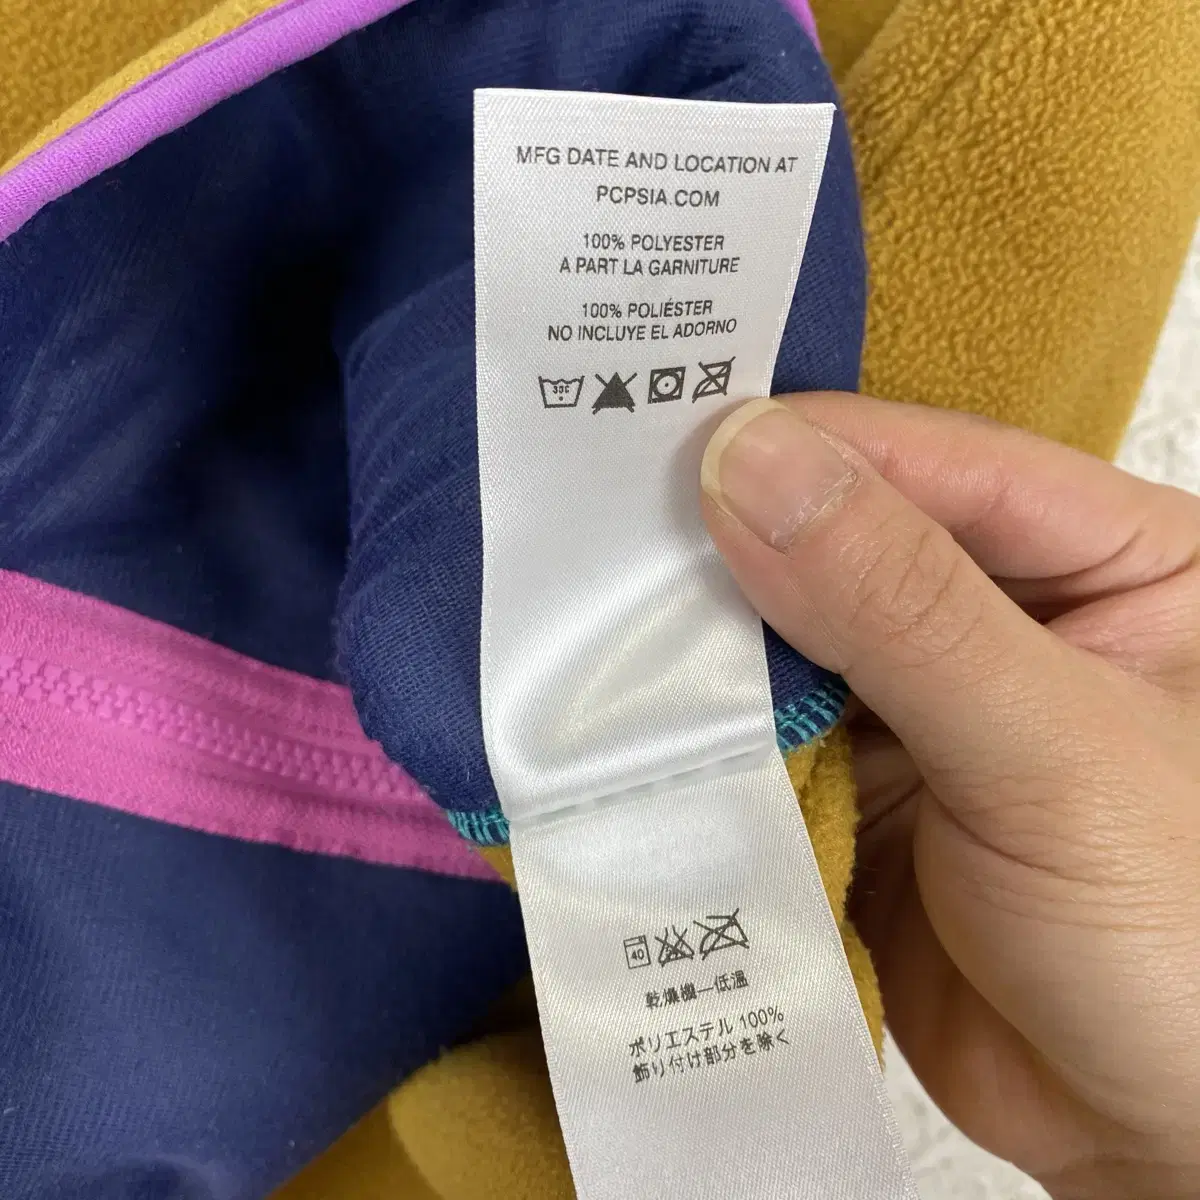 MFG DATE AND LOCATION AT
PCPSIA.COM
100% POLYESTER
A PART LA GARNITURE
100% POLIÉSTER
NO INCLUYE EL ADORNO
30C
40
乾燥機—低温
ポリエステル 100%
飾り付け部分を除く